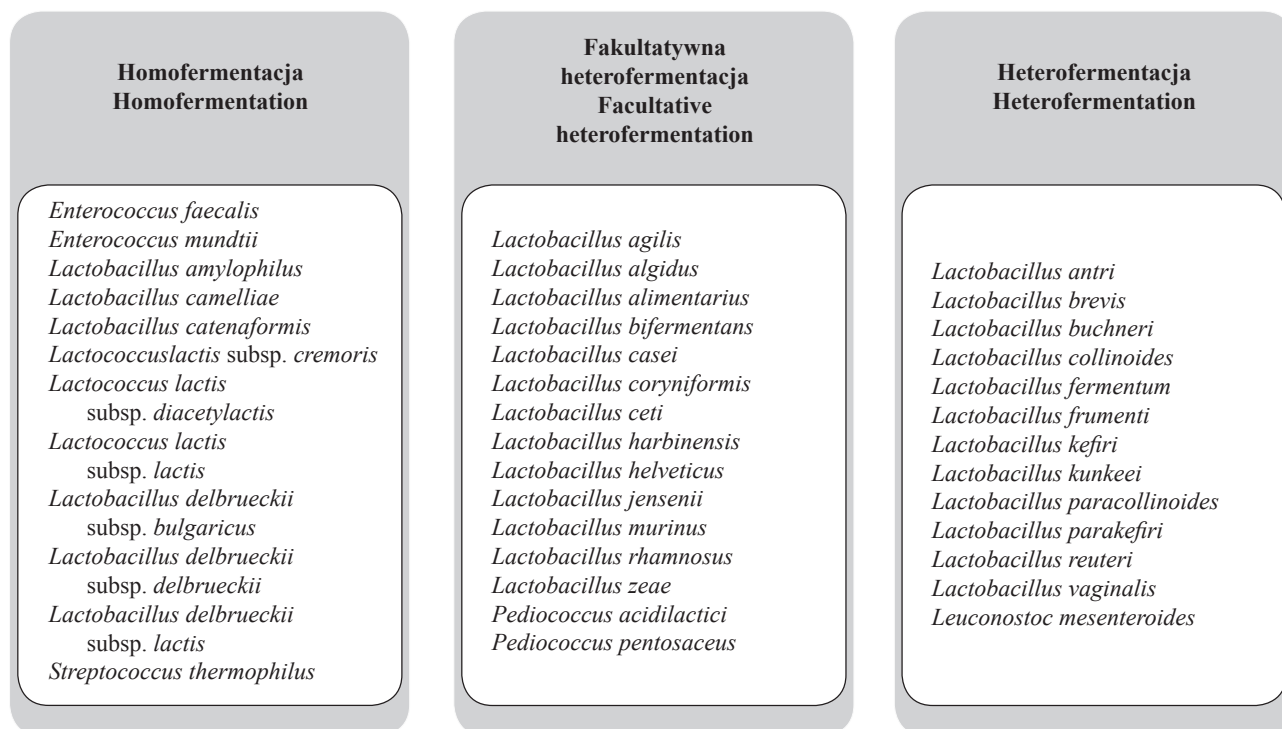 Homofermentacja
Homofermentation
Enterococcus faecalis
Enterococcus mundtii
Lactobacillus amylophilus
Lactobacillus camelliae
Lactobacillus catenaformis
Lactococcuslactis subsp. cremoris
Lactococcus lactis
subsp. diacetylactis
Lactococcus lactis
subsp. lactis
Lactobacillus delbrueckii
subsp. bulgaricus
Lactobacillus delbrueckii
subsp. delbrueckii
Lactobacillus delbrueckii
subsp. lactis
Streptococcus thermophilus
Fakultatywna
heterofermentacja
Facultative
heterofermentation
Lactobacillus agilis
Lactobacillus algidus
Lactobacillus alimentarius
Lactobacillus bifermentans
Lactobacillus casei
Lactobacillus coryniformis
Lactobacillus ceti
Lactobacillus harbinensis
Lactobacillus helveticus
Lactobacillus jensenii
Lactobacillus murinus
Lactobacillus rhamnosus
Lactobacillus zeae
Pediococcus acidilactici
Pediococcus pentosaceus
Heterofermentacja
Heterofermentation
Lactobacillus antri
Lactobacillus brevis
Lactobacillus buchneri
Lactobacillus collinoides
Lactobacillus fermentum
Lactobacillus frumenti
Lactobacillus kefiri
Lactobacillus kunkeei
Lactobacillus paracollinoides
Lactobacillus parakefiri
Lactobacillus reuteri
Lactobacillus vaginalis
Leuconostoc mesenteroides